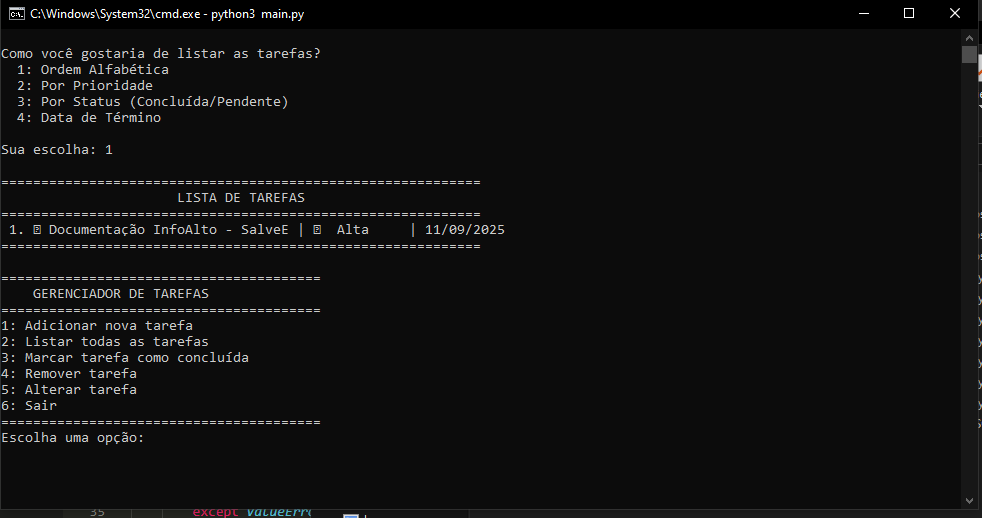 C:\Windows\System32\cmd.exe - python3 main.py
Como você gostaria de listar as tarefas?
1: Ordem Alfabética
2: Por Prioridade
3: Por Status (Concluída/Pendente)
4: Data de Término
Sua escolha: 1
============================================================
LISTA DE TAREFAS
============================================================
1. Documentação InfoAlto - SalveE | Alta | 11/09/2025
============================================================
========================================
GERENCIADOR DE TAREFAS
========================================
1: Adicionar nova tarefa
2: Listar todas as tarefas
3: Marcar tarefa como concluída
4: Remover tarefa
5: Alterar tarefa
6: Sair
========================================
Escolha uma opção:
35 except ValueErr